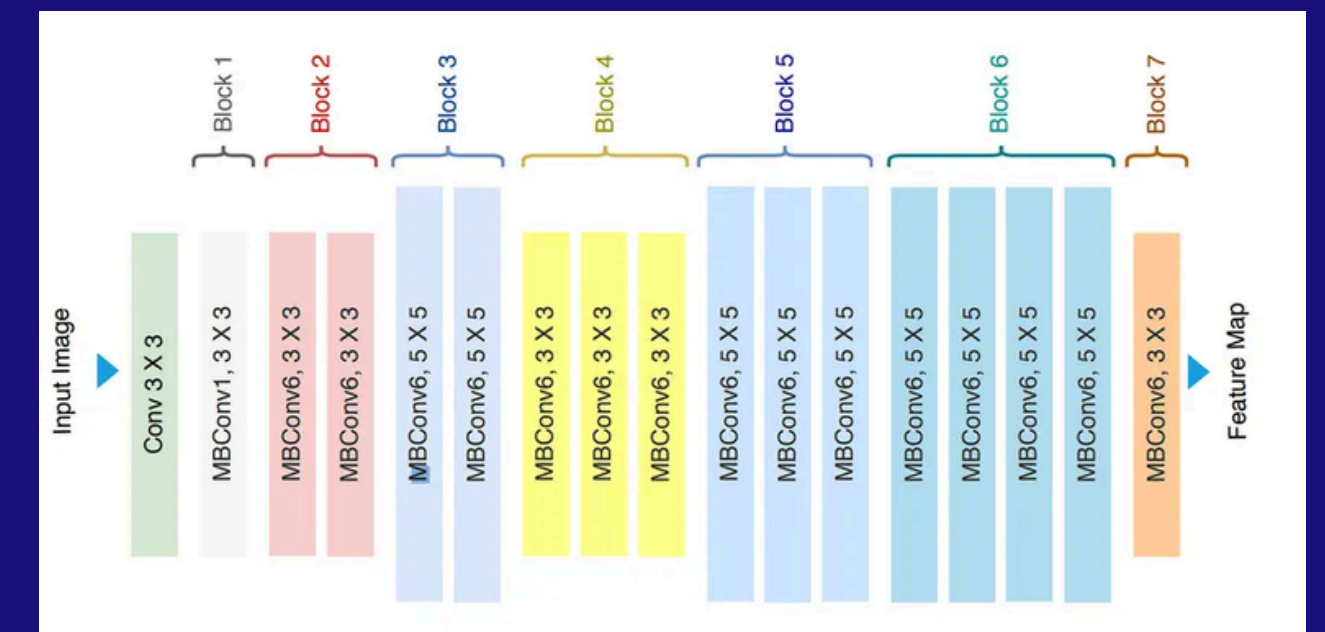 Block 1
Block 2
Block 3
Block 4
Block 5
Block 6
Block 7
Input Image
Conv 3 X 3
MBConv1, 3 X 3
MBConv6, 3 X 3
MBConv6, 3 X 3
MBConv6, 5 X 5
MBConv6, 5 X 5
MBConv6, 3 X 3
MBConv6, 3 X 3
MBConv6, 3 X 3
MBConv6, 5 X 5
MBConv6, 5 X 5
MBConv6, 5 X 5
MBConv6, 5 X 5
MBConv6, 5 X 5
MBConv6, 5 X 5
MBConv6, 5 X 5
MBConv6, 3 X 3
Feature Map